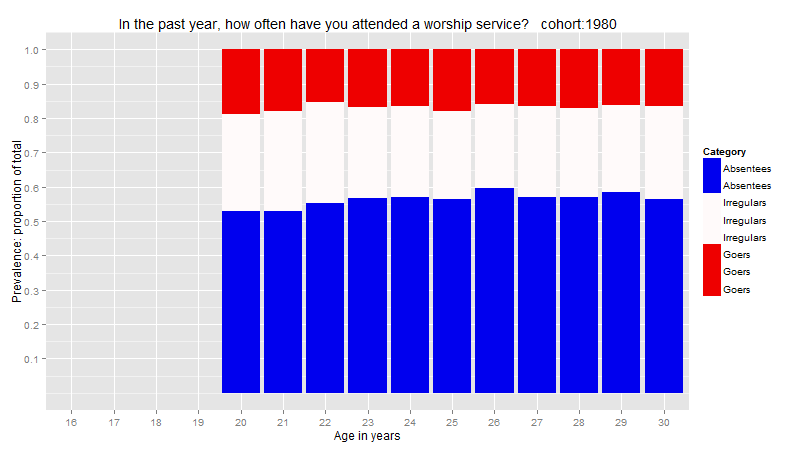 In the past year, how often have you attended a worship service? cohort:1980
Prevalence: proportion of total
1.0
0.9
0.8
0.7
0.6
0.5
0.4
0.3
0.2
0.1
16 17 18 19 20 21 22 23 24 25 26 27 28 29 30
Age in years
Category
Absentees
Absentees
Irregulars
Irregulars
Irregulars
Goers
Goers
Goers